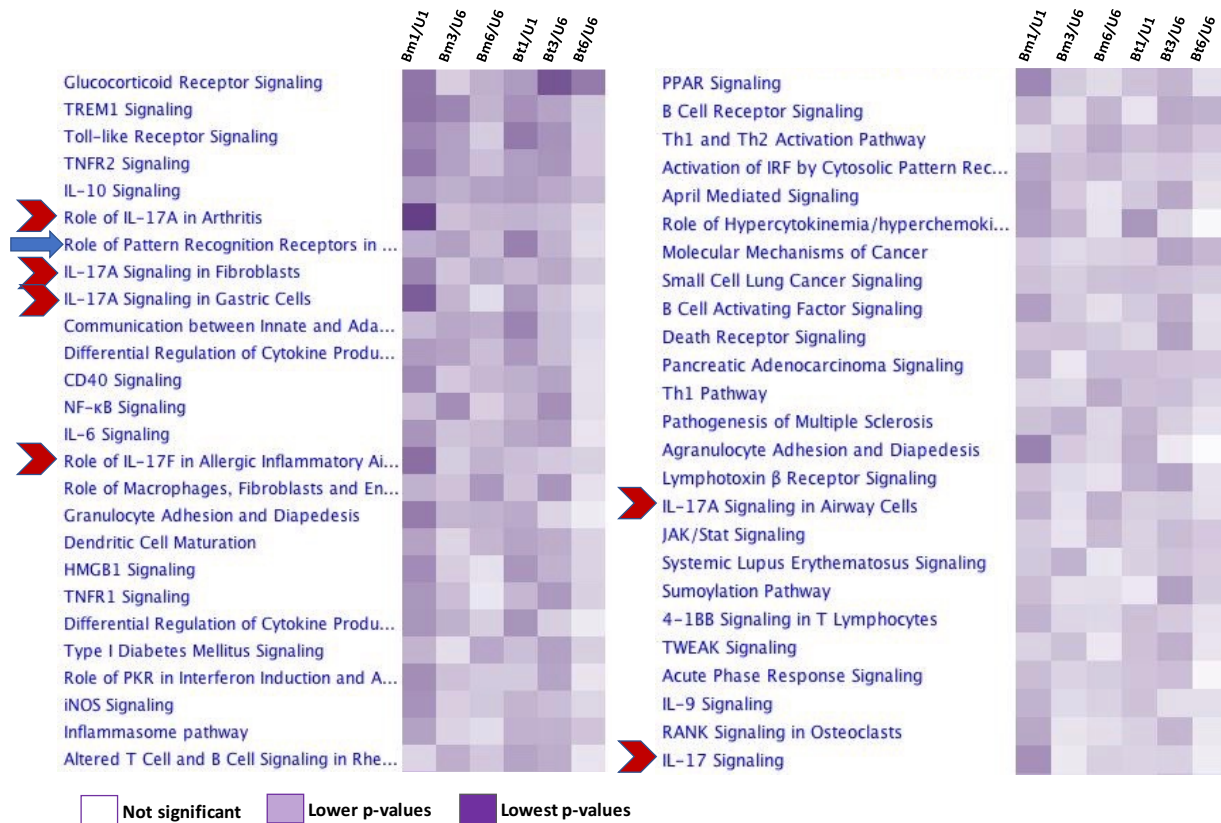 Bm1/U1 Bm3/U6 Bm6/U6 Bt1/U1 Bt3/U6 Bt6/U6
Glucocorticoid Receptor Signaling
TREM1 Signaling
Toll-like Receptor Signaling
TNFR2 Signaling
IL-10 Signaling
Role of IL-17A in Arthritis
Role of Pattern Recognition Receptors in ...
IL-17A Signaling in Fibroblasts
IL-17A Signaling in Gastric Cells
Communication between Innate and Ada...
Differential Regulation of Cytokine Produ...
CD40 Signaling
NF-κB Signaling
IL-6 Signaling
Role of IL-17F in Allergic Inflammatory Ai...
Role of Macrophages, Fibroblasts and En...
Granulocyte Adhesion and Diapedesis
Dendritic Cell Maturation
HMGB1 Signaling
TNFR1 Signaling
Differential Regulation of Cytokine Produ...
Type I Diabetes Mellitus Signaling
Role of PKR in Interferon Induction and A...
iNOS Signaling
Inflammasome pathway
Altered T Cell and B Cell Signaling in Rhe...
Bm1/U1 Bm3/U6 Bm6/U6 Bt1/U1 Bt3/U6 Bt6/U6
PPAR Signaling
B Cell Receptor Signaling
Th1 and Th2 Activation Pathway
Activation of IRF by Cytosolic Pattern Rec...
April Mediated Signaling
Role of Hypercytokinemia/hyperchemoki...
Molecular Mechanisms of Cancer
Small Cell Lung Cancer Signaling
B Cell Activating Factor Signaling
Death Receptor Signaling
Pancreatic Adenocarcinoma Signaling
Th1 Pathway
Pathogenesis of Multiple Sclerosis
Agranulocyte Adhesion and Diapedesis
Lymphotoxin β Receptor Signaling
IL-17A Signaling in Airway Cells
JAK/Stat Signaling
Systemic Lupus Erythematosus Signaling
Sumoylation Pathway
4-1BB Signaling in T Lymphocytes
TWEAK Signaling
Acute Phase Response Signaling
IL-9 Signaling
RANK Signaling in Osteoclasts
IL-17 Signaling
Not significant Lower p-values Lowest p-values